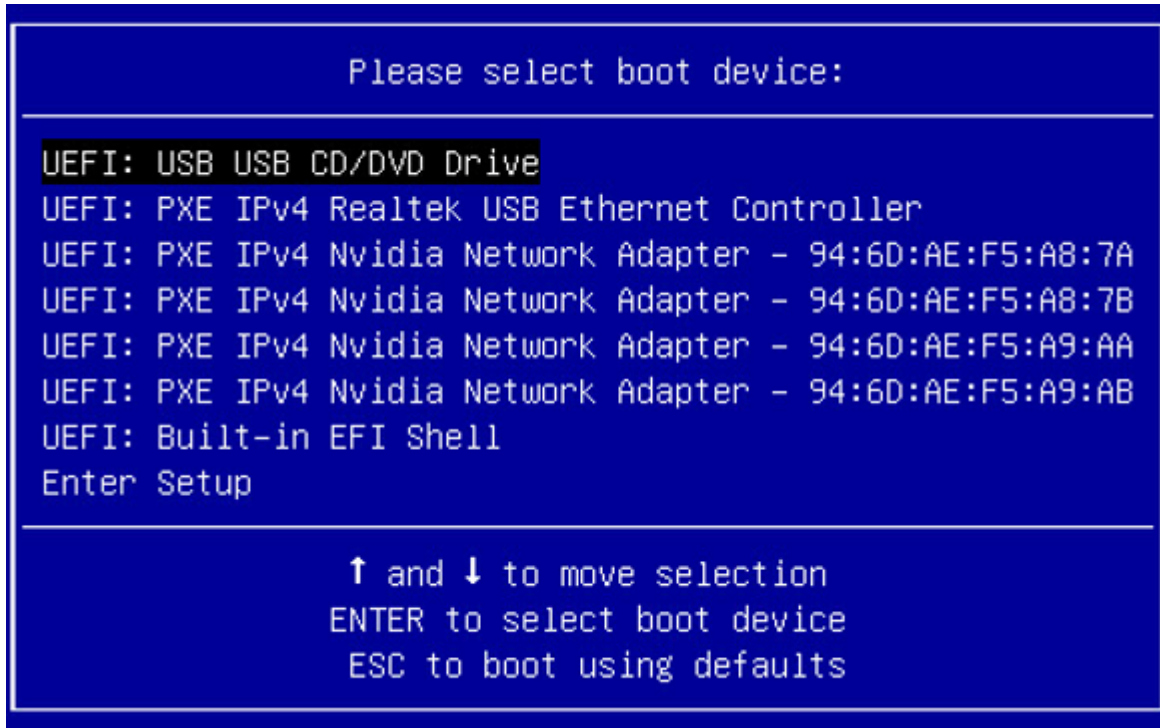 Please select boot device:
UEFI: USB USB CD/DVD Drive
UEFI: PXE IPv4 Realtek USB Ethernet Controller
UEFI: PXE IPv4 Nvidia Network Adapter - 94:6D:AE:F5:A8:7A
UEFI: PXE IPv4 Nvidia Network Adapter - 94:6D:AE:F5:A8:7B
UEFI: PXE IPv4 Nvidia Network Adapter - 94:6D:AE:F5:A9:AA
UEFI: PXE IPv4 Nvidia Network Adapter - 94:6D:AE:F5:A9:AB
UEFI: Built-in EFI Shell
Enter Setup
↑ and ↓ to move selection
ENTER to select boot device
ESC to boot using defaults